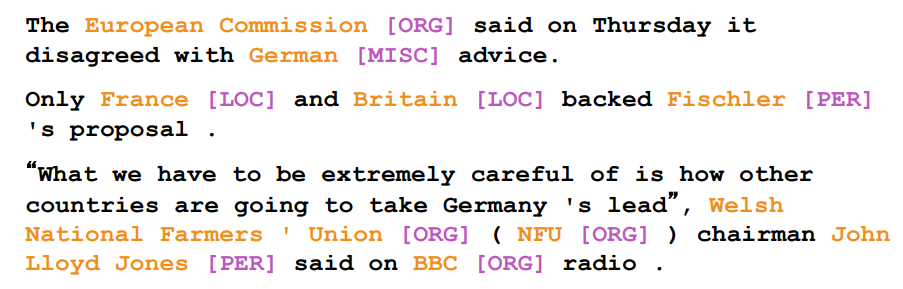 The European Commission [ORG] said on Thursday it
disagreed with German [MISC] advice.
Only France [LOC] and Britain [LOC] backed Fischler [PER]
's proposal .
“What we have to be extremely careful of is how other
countries are going to take Germany 's lead”, Welsh
National Farmers ' Union [ORG] ( NFU [ORG] ) chairman John
Lloyd Jones [PER] said on BBC [ORG] radio .